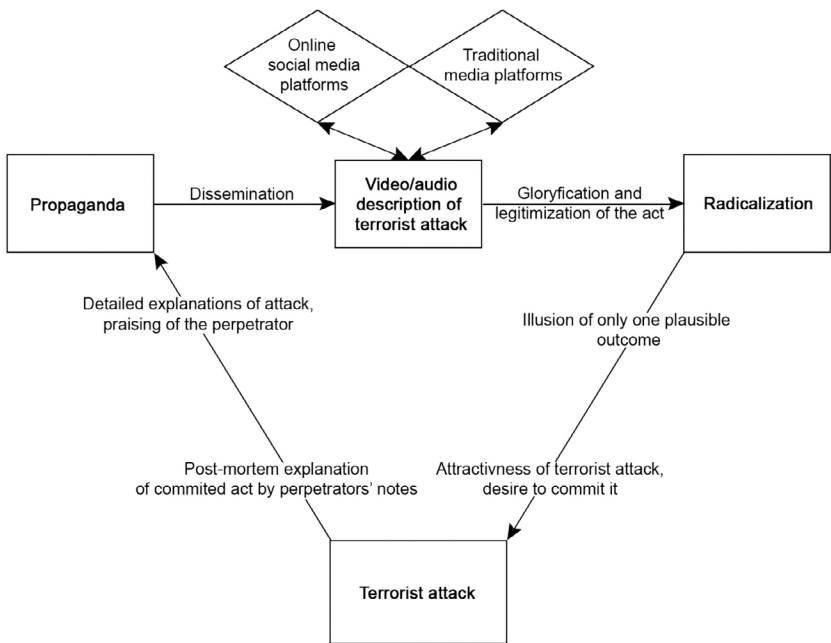 Online
social media
platforms
Traditional
media platforms
Propaganda
Dissemination
Video/audio
description of
terrorist attack
Gloryfication and
legitimization of the act
Radicalization
Detailed explanations of attack,
praising of the perpetrator
Illusion of only one plausible
outcome
Post-mortem explanation
of commited act by perpetrators' notes
Attractivness of terrorist attack,
desire to commit it
Terrorist attack